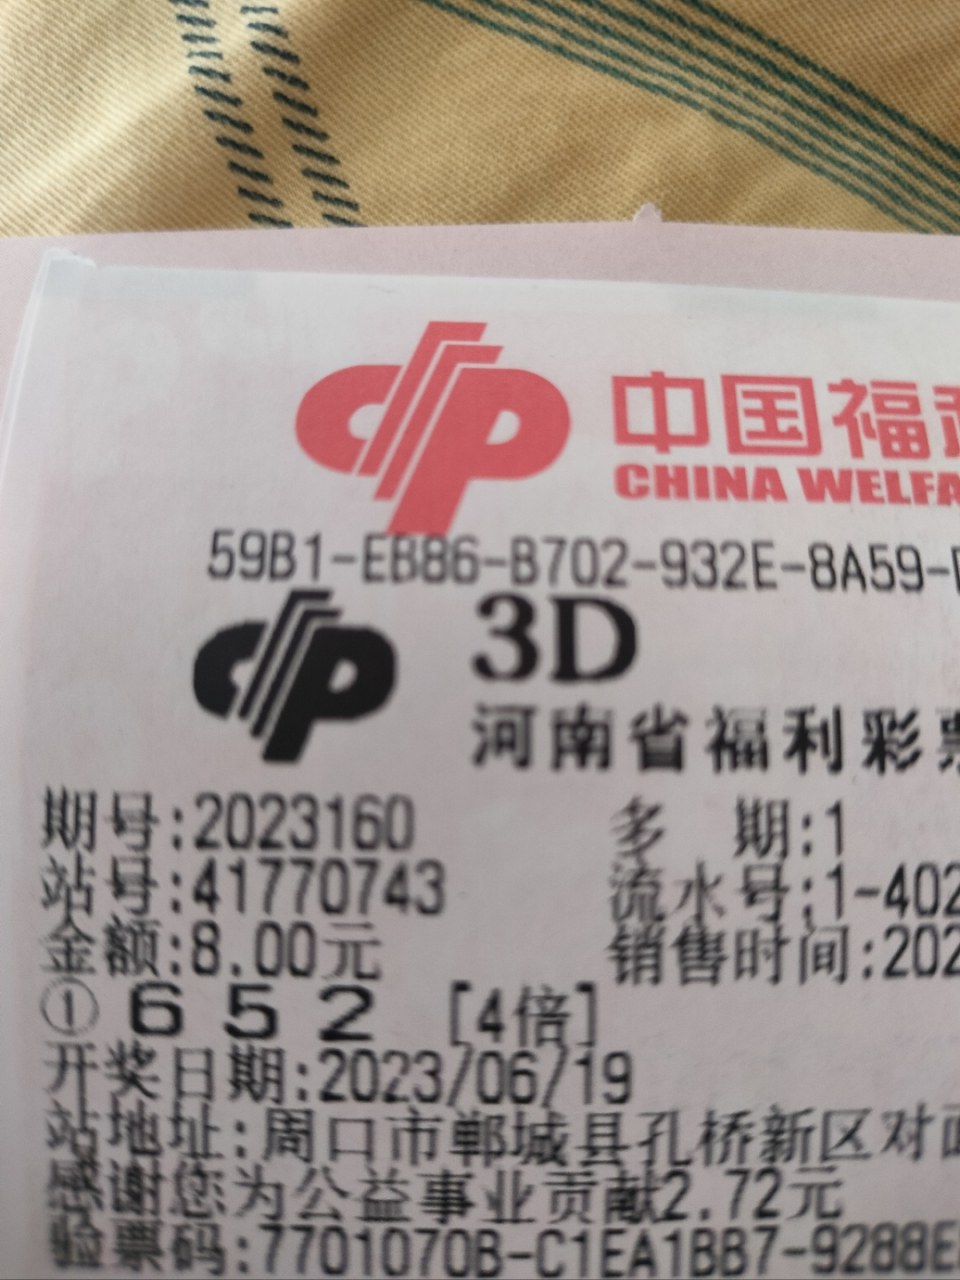 中国福
CHINA WELFA
59B1-EB86-B702-932E-8A59-
3D
河南省福利彩票
期号:2023160 多 期:1
站号:41770743 流水号:1-402
金额:8.00元 销售时间:202
① 6 5 2 [4倍]
开奖日期:2023/06/19
站地址:周口市郸城县孔桥新区对面
感谢您为公益事业贡献2.72元
验票码:7701070B-C1EA1BB7-9288E